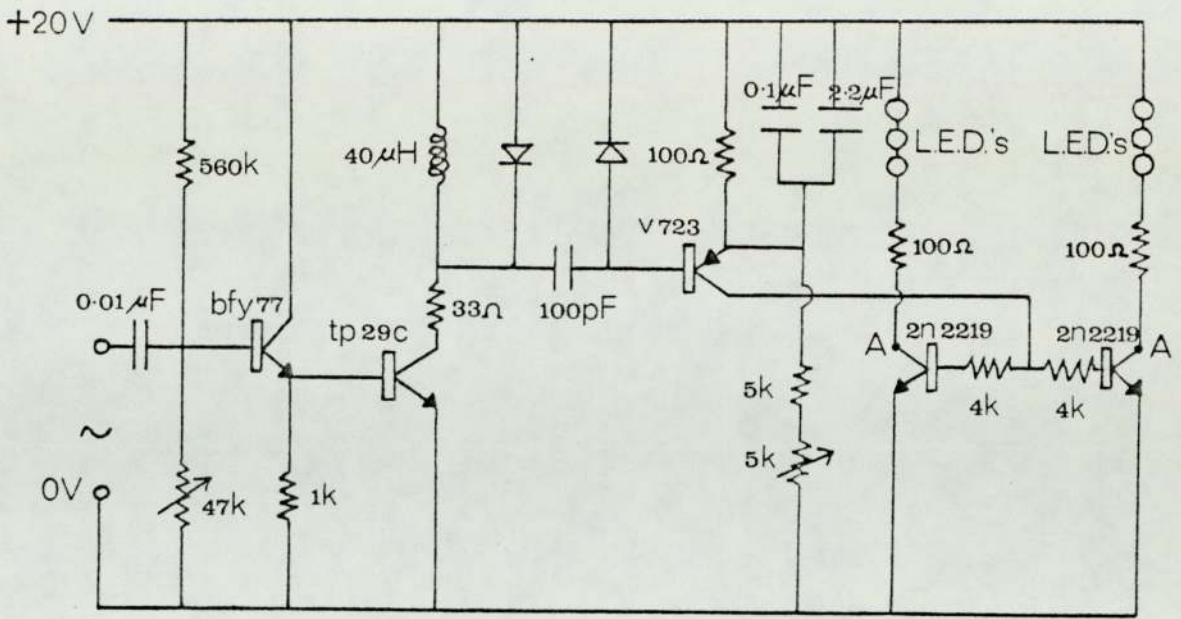 +20V
0·1μF
2·2μF
560k
40μH
100Ω
L.E.D.'s
L.E.D.'s
v723
100Ω
100Ω
0·01μF
bfy77
33Ω
100pF
tp29c
A
2n2219
2n2219
A
5k
4k
4k
~
5k
0V
47k
1k